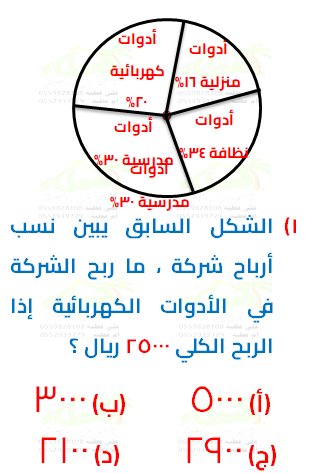 أدوات
كهربائية
٢٠%
أدوات
منزلية ١٦%
أدوات
نظافة ٣٤%
أدوات
مدرسية ٣٠%
أدوات
مدرسية ٣٠%
١) الشكل السابق يبين نسب
أرباح شركة ، ما ربح الشركة
في الأدوات الكهربائية إذا
الربح الكلي ٢٥٠٠٠ ريال ؟
(أ) ٥٠٠٠ (ب) ٣٠٠٠
(ج) ٢٩٠٠ (د) ٢١٠٠